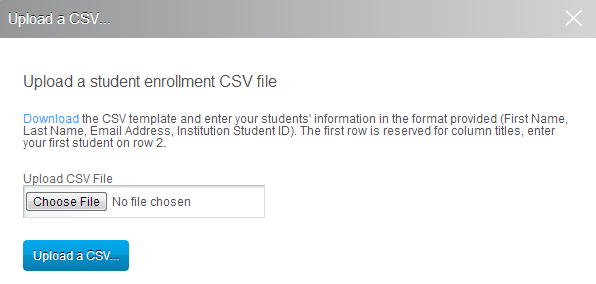 Upload a CSV...
Upload a student enrollment CSV file
Download the CSV template and enter your students' information in the format provided (First Name,
Last Name, Email Address, Institution Student ID). The first row is reserved for column titles, enter
your first student on row 2.
Upload CSV File
Choose File No file chosen
Upload a CSV...